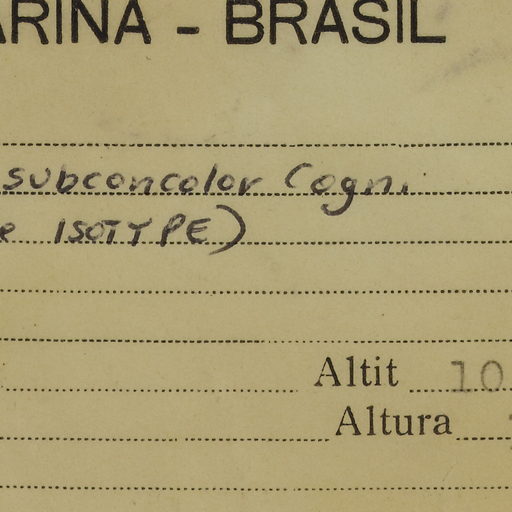 ARINA - BRASIL
subconcolor Cogn.
e ISOTYPE)
Altit 10
Altura